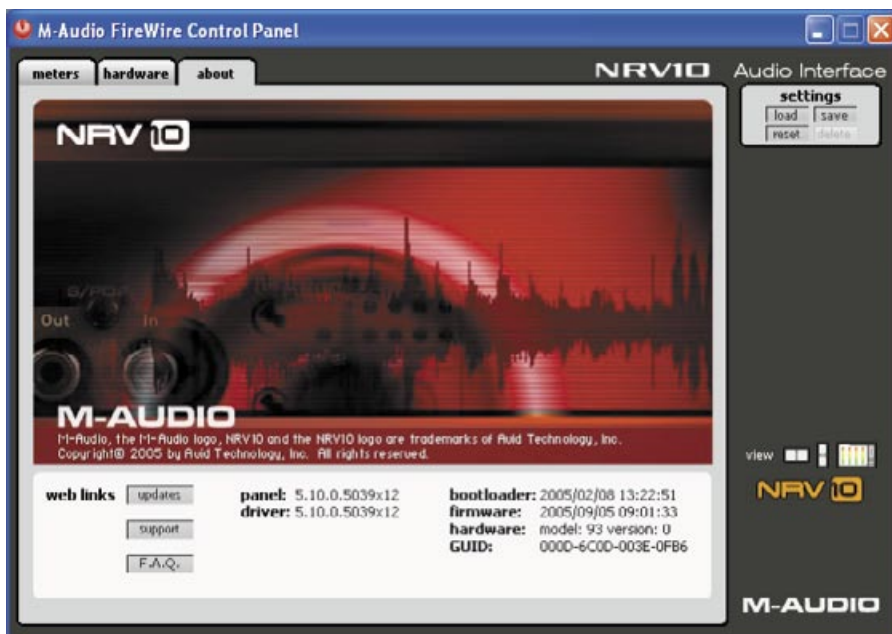 M-Audio FireWire Control Panel
meters hardware about
NRV10 Audio Interface
settings
load save
reset delete
NRV 10
S/PDIF
Out In
M-AUDIO
M-Audio, the M-Audio logo, NRV10 and the NRV10 logo are trademarks of Avid Technology, Inc.
Copyright© 2005 by Avid Technology, Inc. All rights reserved.
view
NRV 10
web links updates
support
F.A.Q.
panel: 5.10.0.5039x12
driver: 5.10.0.5039x12
bootloader: 2005/02/08 13:22:51
firmware: 2005/09/05 09:01:33
hardware: model: 93 version: 0
GUID: 000D-6C0D-003E-0FB6
M-AUDIO